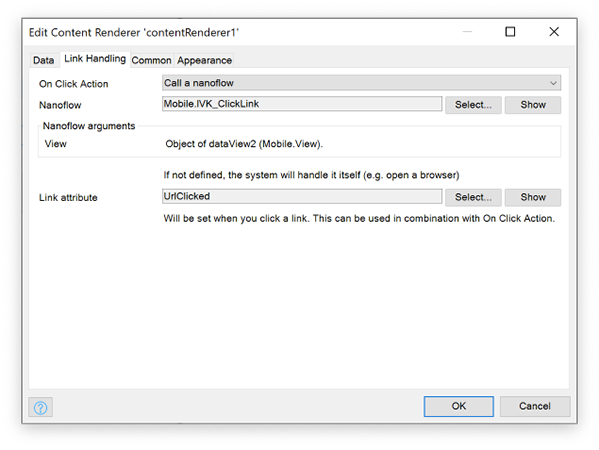 Edit Content Renderer 'contentRenderer1'
Data Link Handling Common Appearance
On Click Action Call a nanoflow
Nanoflow Mobile.IVK_ClickLink Select... Show
Nanoflow arguments
View Object of dataView2 (Mobile.View).
If not defined, the system will handle it itself (e.g. open a browser)
Link attribute UrlClicked Select... Show
Will be set when you click a link. This can be used in combination with On Click Action.
? OK Cancel